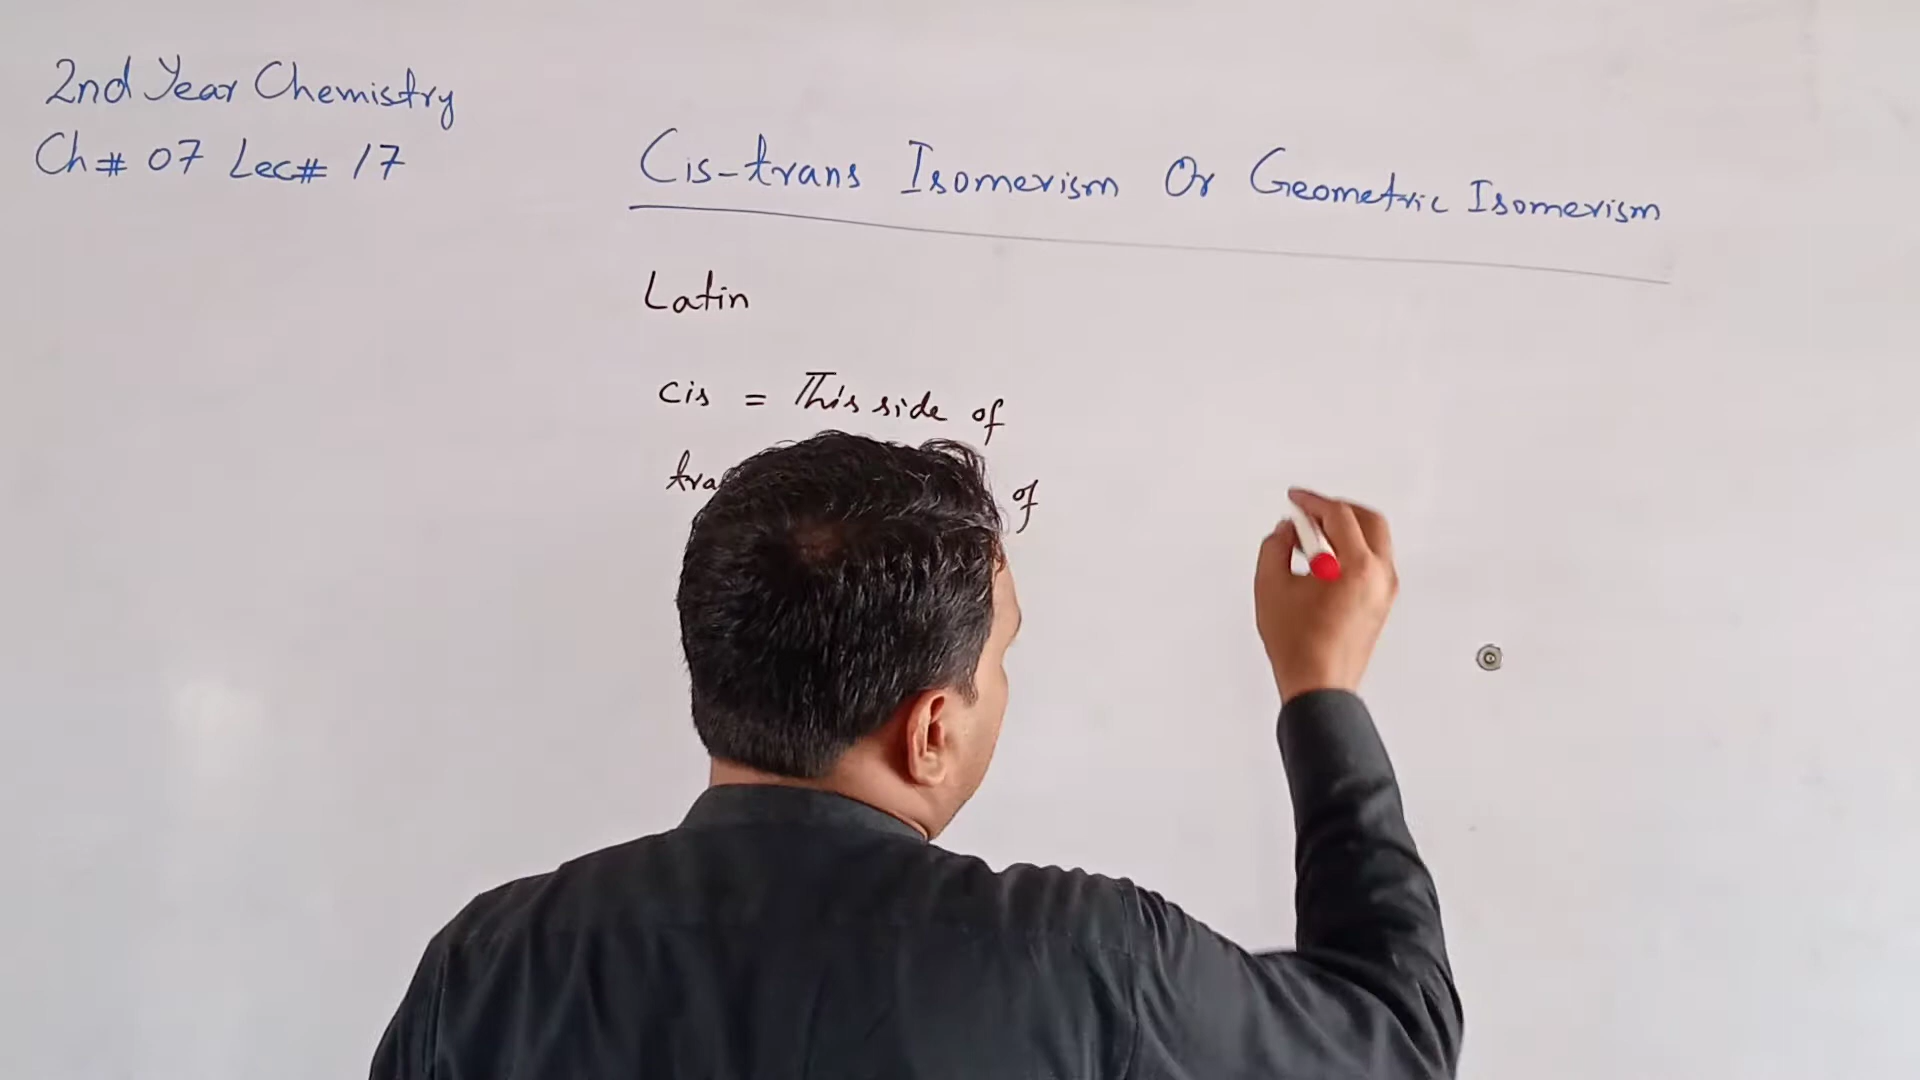 2nd Year Chemistry
Ch# 07 Lec# 17
Cis-trans Isomerism Or Geometric Isomerism
Latin
cis = This side of
of